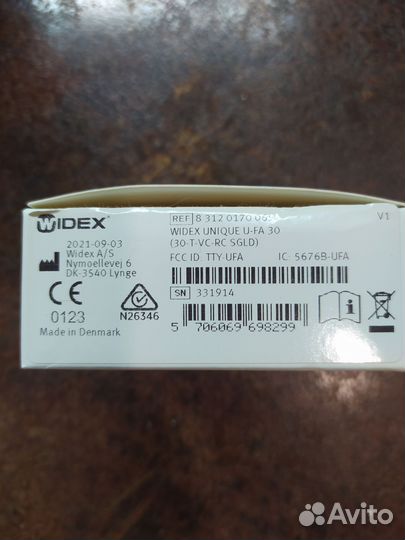 WIDEX
2021-09-03
Widex A/S
Nymoellevej 6
DK-3540 Lynge
CE
0123
N26346
Made in Denmark
REF 8 312 0170
V1
WIDEX UNIQUE U-FA 30
(30-T-VC-RC SGLD)
FCC ID: TTY-UFA IC: 5676B-UFA
SN 331914
5 706069 698299
Avito